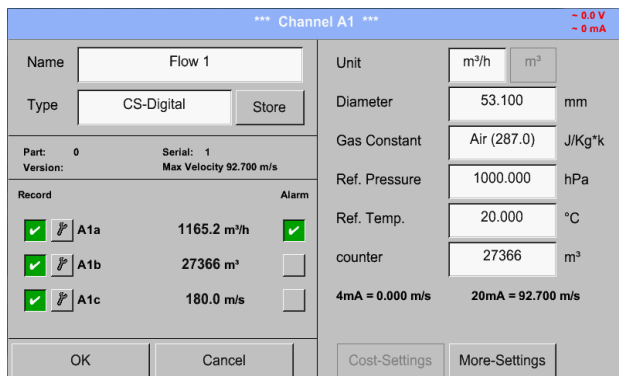 *** Channel A1 ***
~ 0.0 V
~ 0 mA
Name Flow 1
Type CS-Digital Store
Part: 0 Serial: 1
Version: Max Velocity 92.700 m/s
Record Alarm
A1a 1165.2 m³/h
A1b 27366 m³
A1c 180.0 m/s
OK Cancel
Unit m³/h m³
Diameter 53.100 mm
Gas Constant Air (287.0) J/Kg*k
Ref. Pressure 1000.000 hPa
Ref. Temp. 20.000 °C
counter 27366 m³
4mA = 0.000 m/s 20mA = 92.700 m/s
Cost-Settings More-Settings